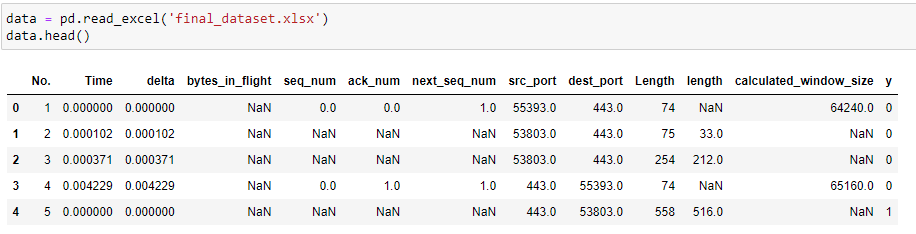 data = pd.read_excel('final_dataset.xlsx')
data.head()
No. Time delta bytes_in_flight seq_num ack_num next_seq_num src_port dest_port Length length calculated_window_size y
0 1 0.000000 0.000000 NaN 0.0 0.0 1.0 55393.0 443.0 74 NaN 64240.0 0
1 2 0.000102 0.000102 NaN NaN NaN NaN 53803.0 443.0 75 33.0 NaN 0
2 3 0.000371 0.000371 NaN NaN NaN NaN 53803.0 443.0 254 212.0 NaN 0
3 4 0.004229 0.004229 NaN 0.0 1.0 1.0 443.0 55393.0 74 NaN 65160.0 0
4 5 0.000000 0.000000 NaN NaN NaN NaN 443.0 53803.0 558 516.0 NaN 1